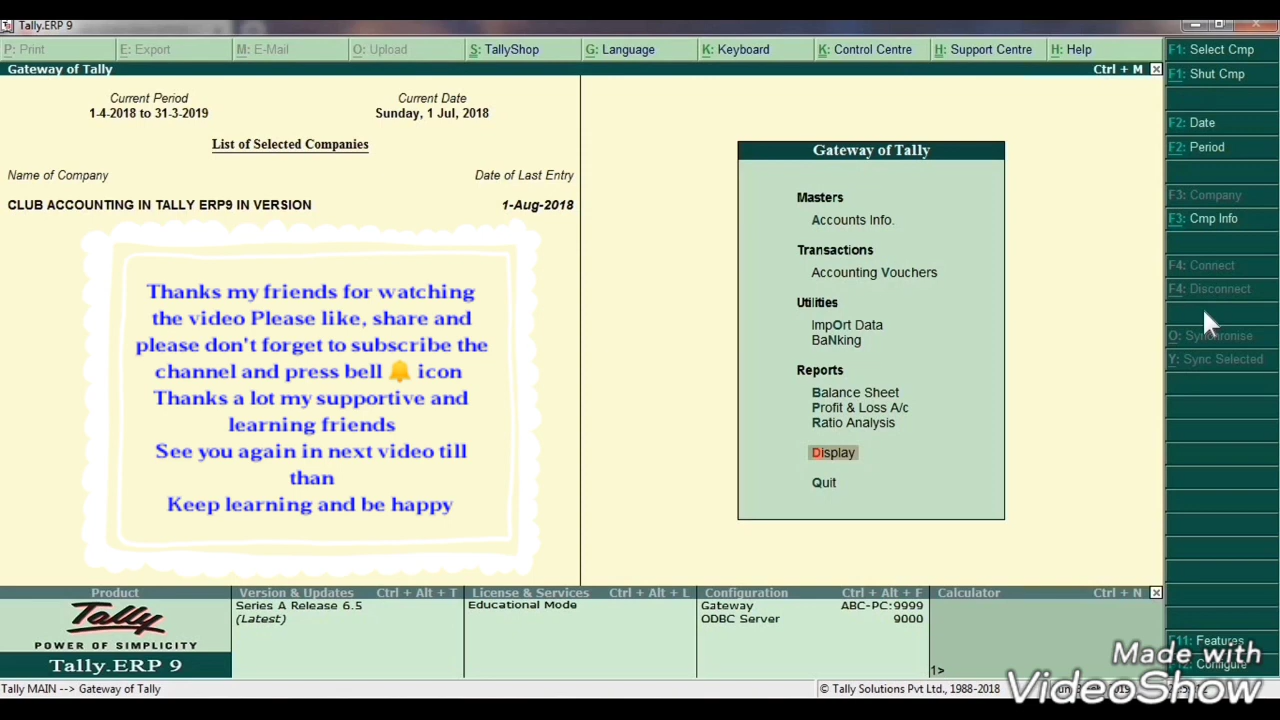 Tally.ERP 9
P: Print
E: Export
M: E-Mail
O: Upload
S: TallyShop
G: Language
K: Keyboard
K: Control Centre
H: Support Centre
H: Help
F1: Select Cmp
F1: Shut Cmp
F2: Date
F2: Period
F3: Company
F3: Cmp Info
F4: Connect
F4: Disconnect
O: Synchronise
Y: Sync Selected
F11: Features
F12: Configure
Gateway of Tally
Ctrl + M
Current Period
1-4-2018 to 31-3-2019
Current Date
Sunday, 1 Jul, 2018
List of Selected Companies
Name of Company
Date of Last Entry
CLUB ACCOUNTING IN TALLY ERP9 IN VERSION
1-Aug-2018
Thanks my friends for watching
the video Please like, share and
please don't forget to subscribe the
channel and press bell 🔔 icon
Thanks a lot my supportive and
learning friends
See you again in next video till
than
Keep learning and be happy
Gateway of Tally
Masters
Accounts Info.
Transactions
Accounting Vouchers
Utilities
ImpOrt Data
BaNking
Reports
Balance Sheet
Profit & Loss A/c
Ratio Analysis
Display
Quit
Product
Tally
POWER OF SIMPLICITY
Tally.ERP 9
Version & Updates Ctrl + Alt + T
Series A Release 6.5
(Latest)
License & Services Ctrl + Alt + L
Educational Mode
Configuration Ctrl + Alt + F
Gateway ABC-PC:9999
ODBC Server 9000
Calculator Ctrl + N
1>
Tally MAIN --> Gateway of Tally
© Tally Solutions Pvt Ltd., 1988-2018
Made with
VideoShow